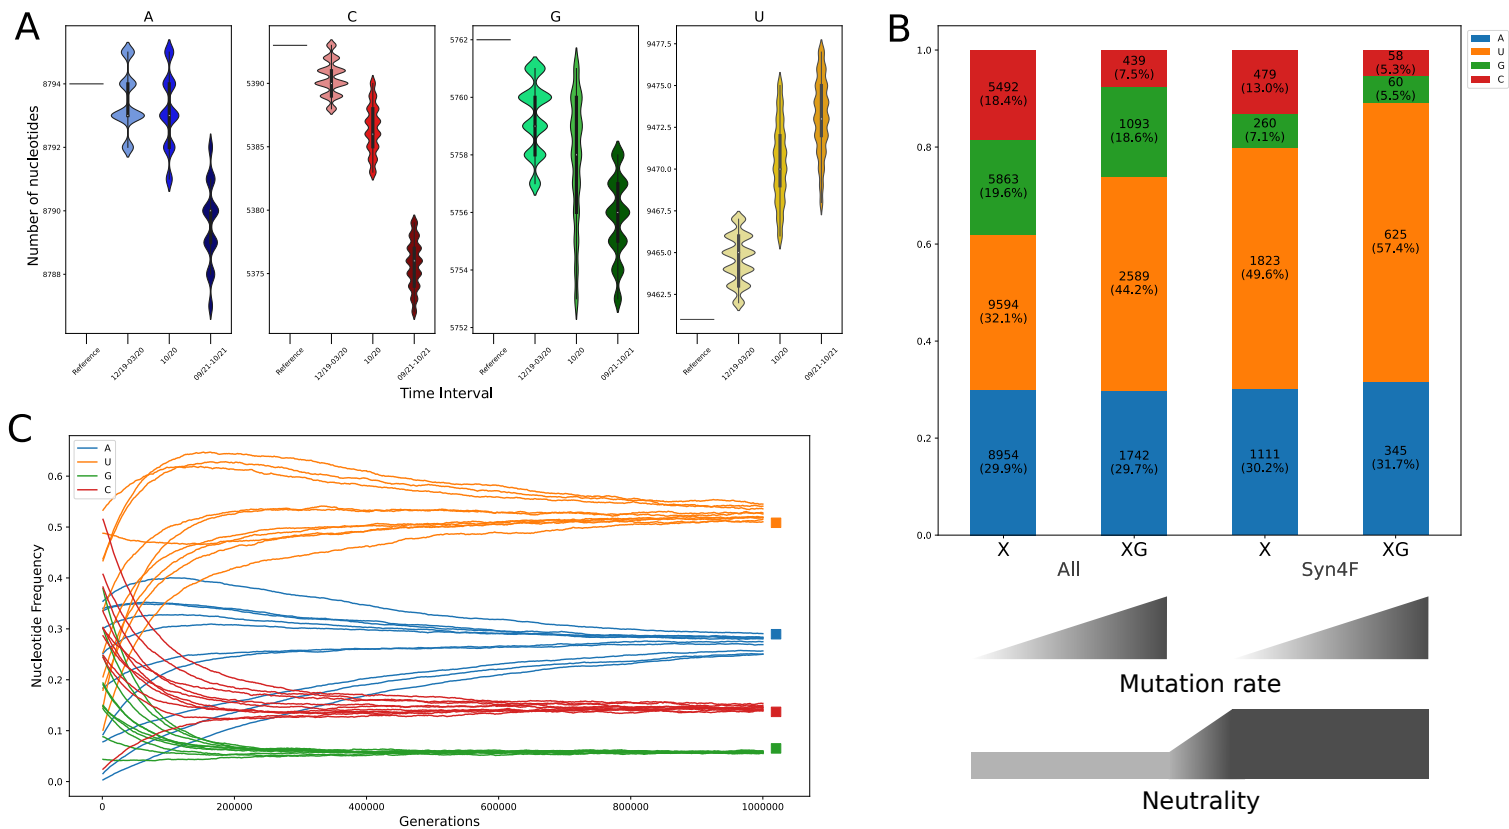 A
A
C
G
U
Number of nucleotides
8794
8792
8790
8788
5390
5385
5380
5375
5762
5760
5758
5756
5754
5752
9477.5
9475.0
9472.5
9470.0
9467.5
9465.0
9462.5
Reference
12/19-03/20
10/20
09/21-10/21
Reference
12/19-03/20
10/20
09/21-10/21
Reference
12/19-03/20
10/20
09/21-10/21
Reference
12/19-03/20
10/20
09/21-10/21
Time Interval
B
A
U
G
C
1.0
0.8
0.6
0.4
0.2
0.0
5492
(18.4%)
5863
(19.6%)
9594
(32.1%)
8954
(29.9%)
439
(7.5%)
1093
(18.6%)
2589
(44.2%)
1742
(29.7%)
479
(13.0%)
260
(7.1%)
1823
(49.6%)
1111
(30.2%)
58
(5.3%)
60
(5.5%)
625
(57.4%)
345
(31.7%)
X
XG
X
XG
All
Syn4F
Mutation rate
Neutrality
C
A
U
G
C
Nucleotide Frequency
0.6
0.5
0.4
0.3
0.2
0.1
0.0
0
200000
400000
600000
800000
1000000
Generations